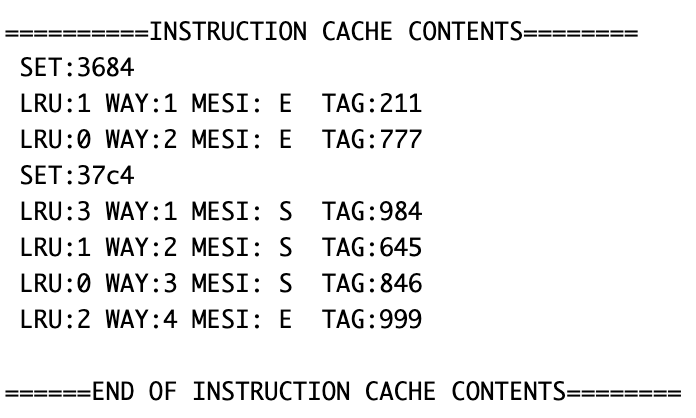 ==========INSTRUCTION CACHE CONTENTS========
SET:3684
LRU:1 WAY:1 MESI: E  TAG:211
LRU:0 WAY:2 MESI: E  TAG:777
SET:37c4
LRU:3 WAY:1 MESI: S  TAG:984
LRU:1 WAY:2 MESI: S  TAG:645
LRU:0 WAY:3 MESI: S  TAG:846
LRU:2 WAY:4 MESI: E  TAG:999
======END OF INSTRUCTION CACHE CONTENTS========